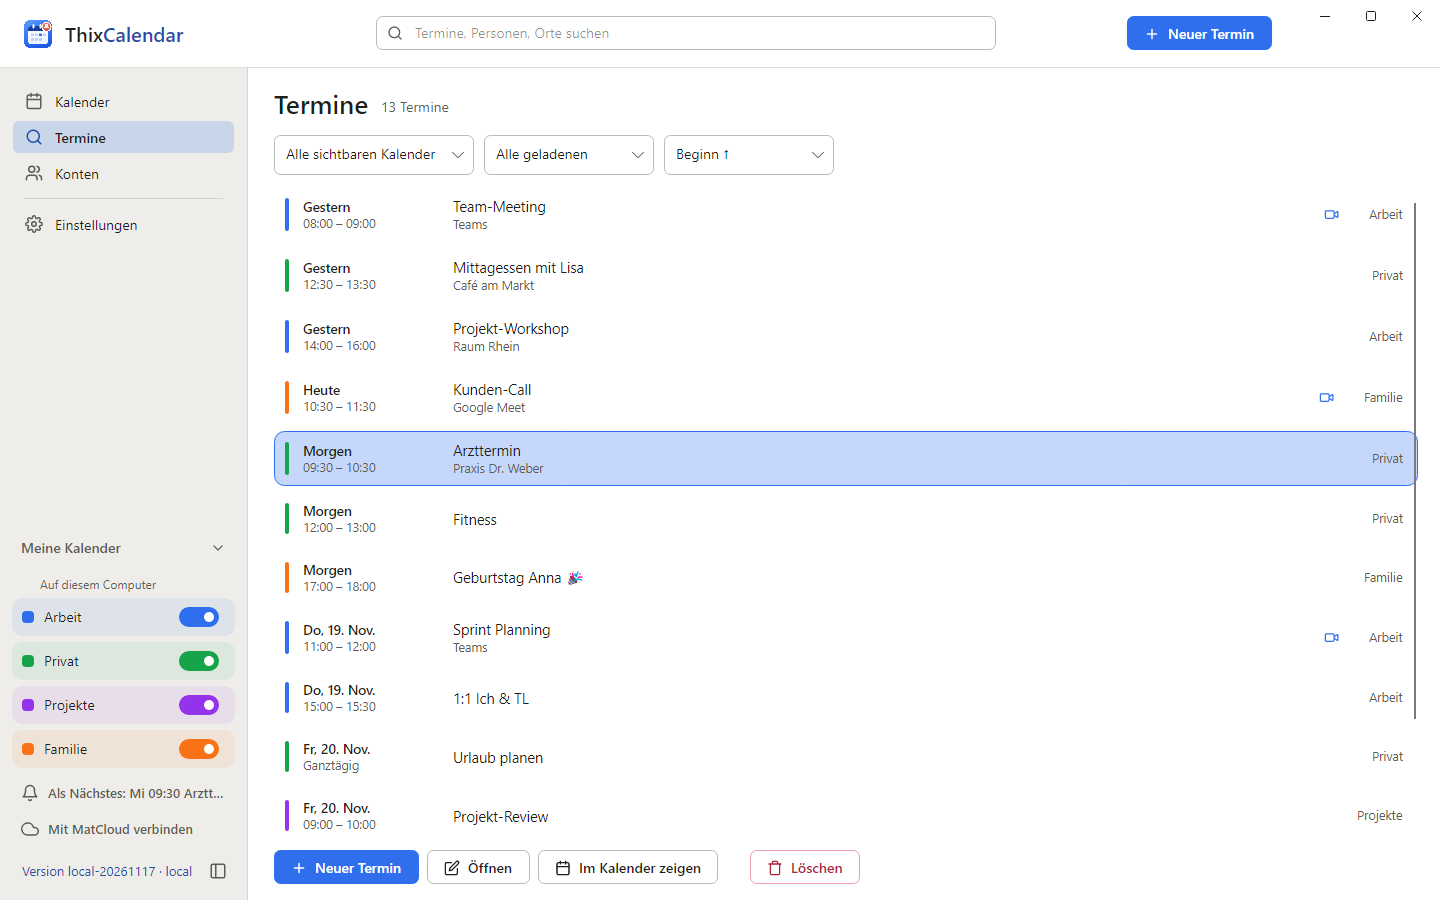 ThixCalendar
Termine, Personen, Orte suchen
Neuer Termin
Kalender
Termine
Konten
Einstellungen
Meine Kalender
Auf diesem Computer
Arbeit
Privat
Projekte
Familie
Als Nächstes: Mi 09:30 Arztt...
Mit MatCloud verbinden
Version local-20261117 · local
Termine 13 Termine
Alle sichtbaren Kalender
Alle geladenen
Beginn ↑
Gestern
08:00 – 09:00
Team-Meeting
Teams
Arbeit
Gestern
12:30 – 13:30
Mittagessen mit Lisa
Café am Markt
Privat
Gestern
14:00 – 16:00
Projekt-Workshop
Raum Rhein
Arbeit
Heute
10:30 – 11:30
Kunden-Call
Google Meet
Familie
Morgen
09:30 – 10:30
Arzttermin
Praxis Dr. Weber
Privat
Morgen
12:00 – 13:00
Fitness
Privat
Morgen
17:00 – 18:00
Geburtstag Anna 🎉
Familie
Do, 19. Nov.
11:00 – 12:00
Sprint Planning
Teams
Arbeit
Do, 19. Nov.
15:00 – 15:30
1:1 Ich & TL
Arbeit
Fr, 20. Nov.
Ganztägig
Urlaub planen
Privat
Fr, 20. Nov.
09:00 – 10:00
Projekt-Review
Projekte
Neuer Termin
Öffnen
Im Kalender zeigen
Löschen